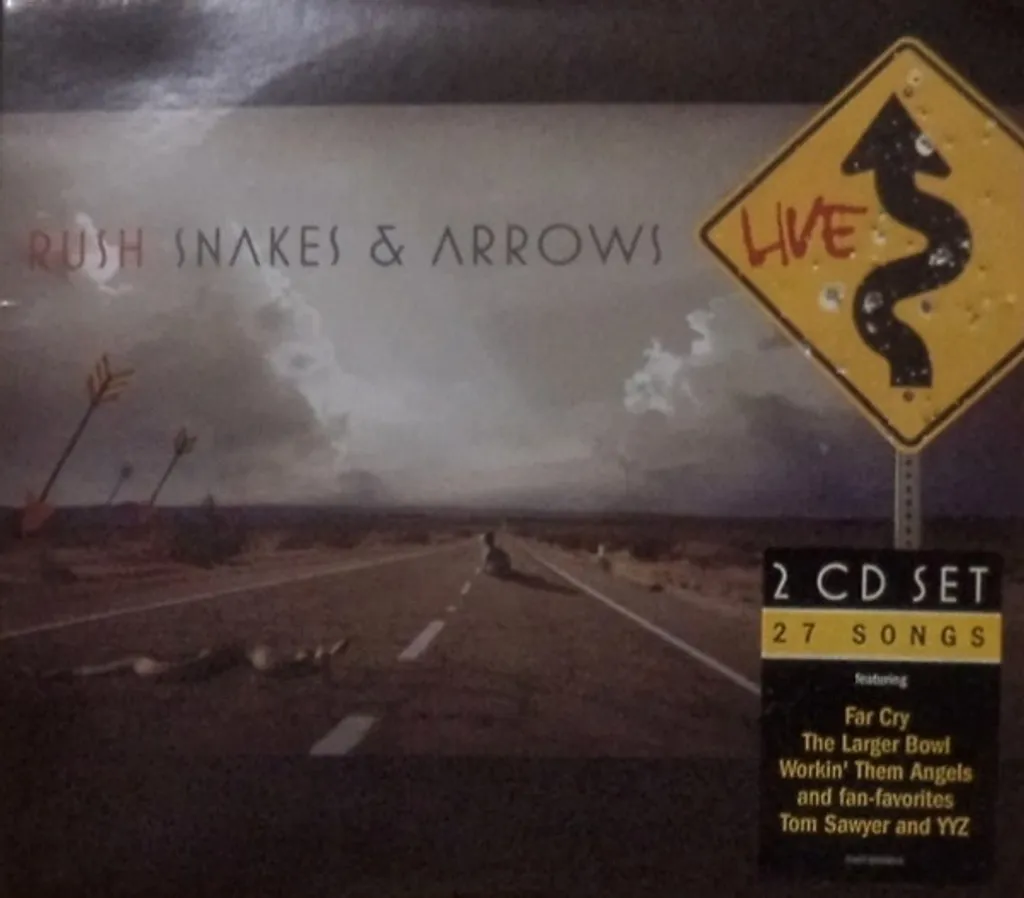 RUSH SNAKES & ARROWS
LIVE
2 CD SET
27 SONGS
featuring
Far Cry
The Larger Bowl
Workin' Them Angels
and fan-favorites
Tom Sawyer and YYZ